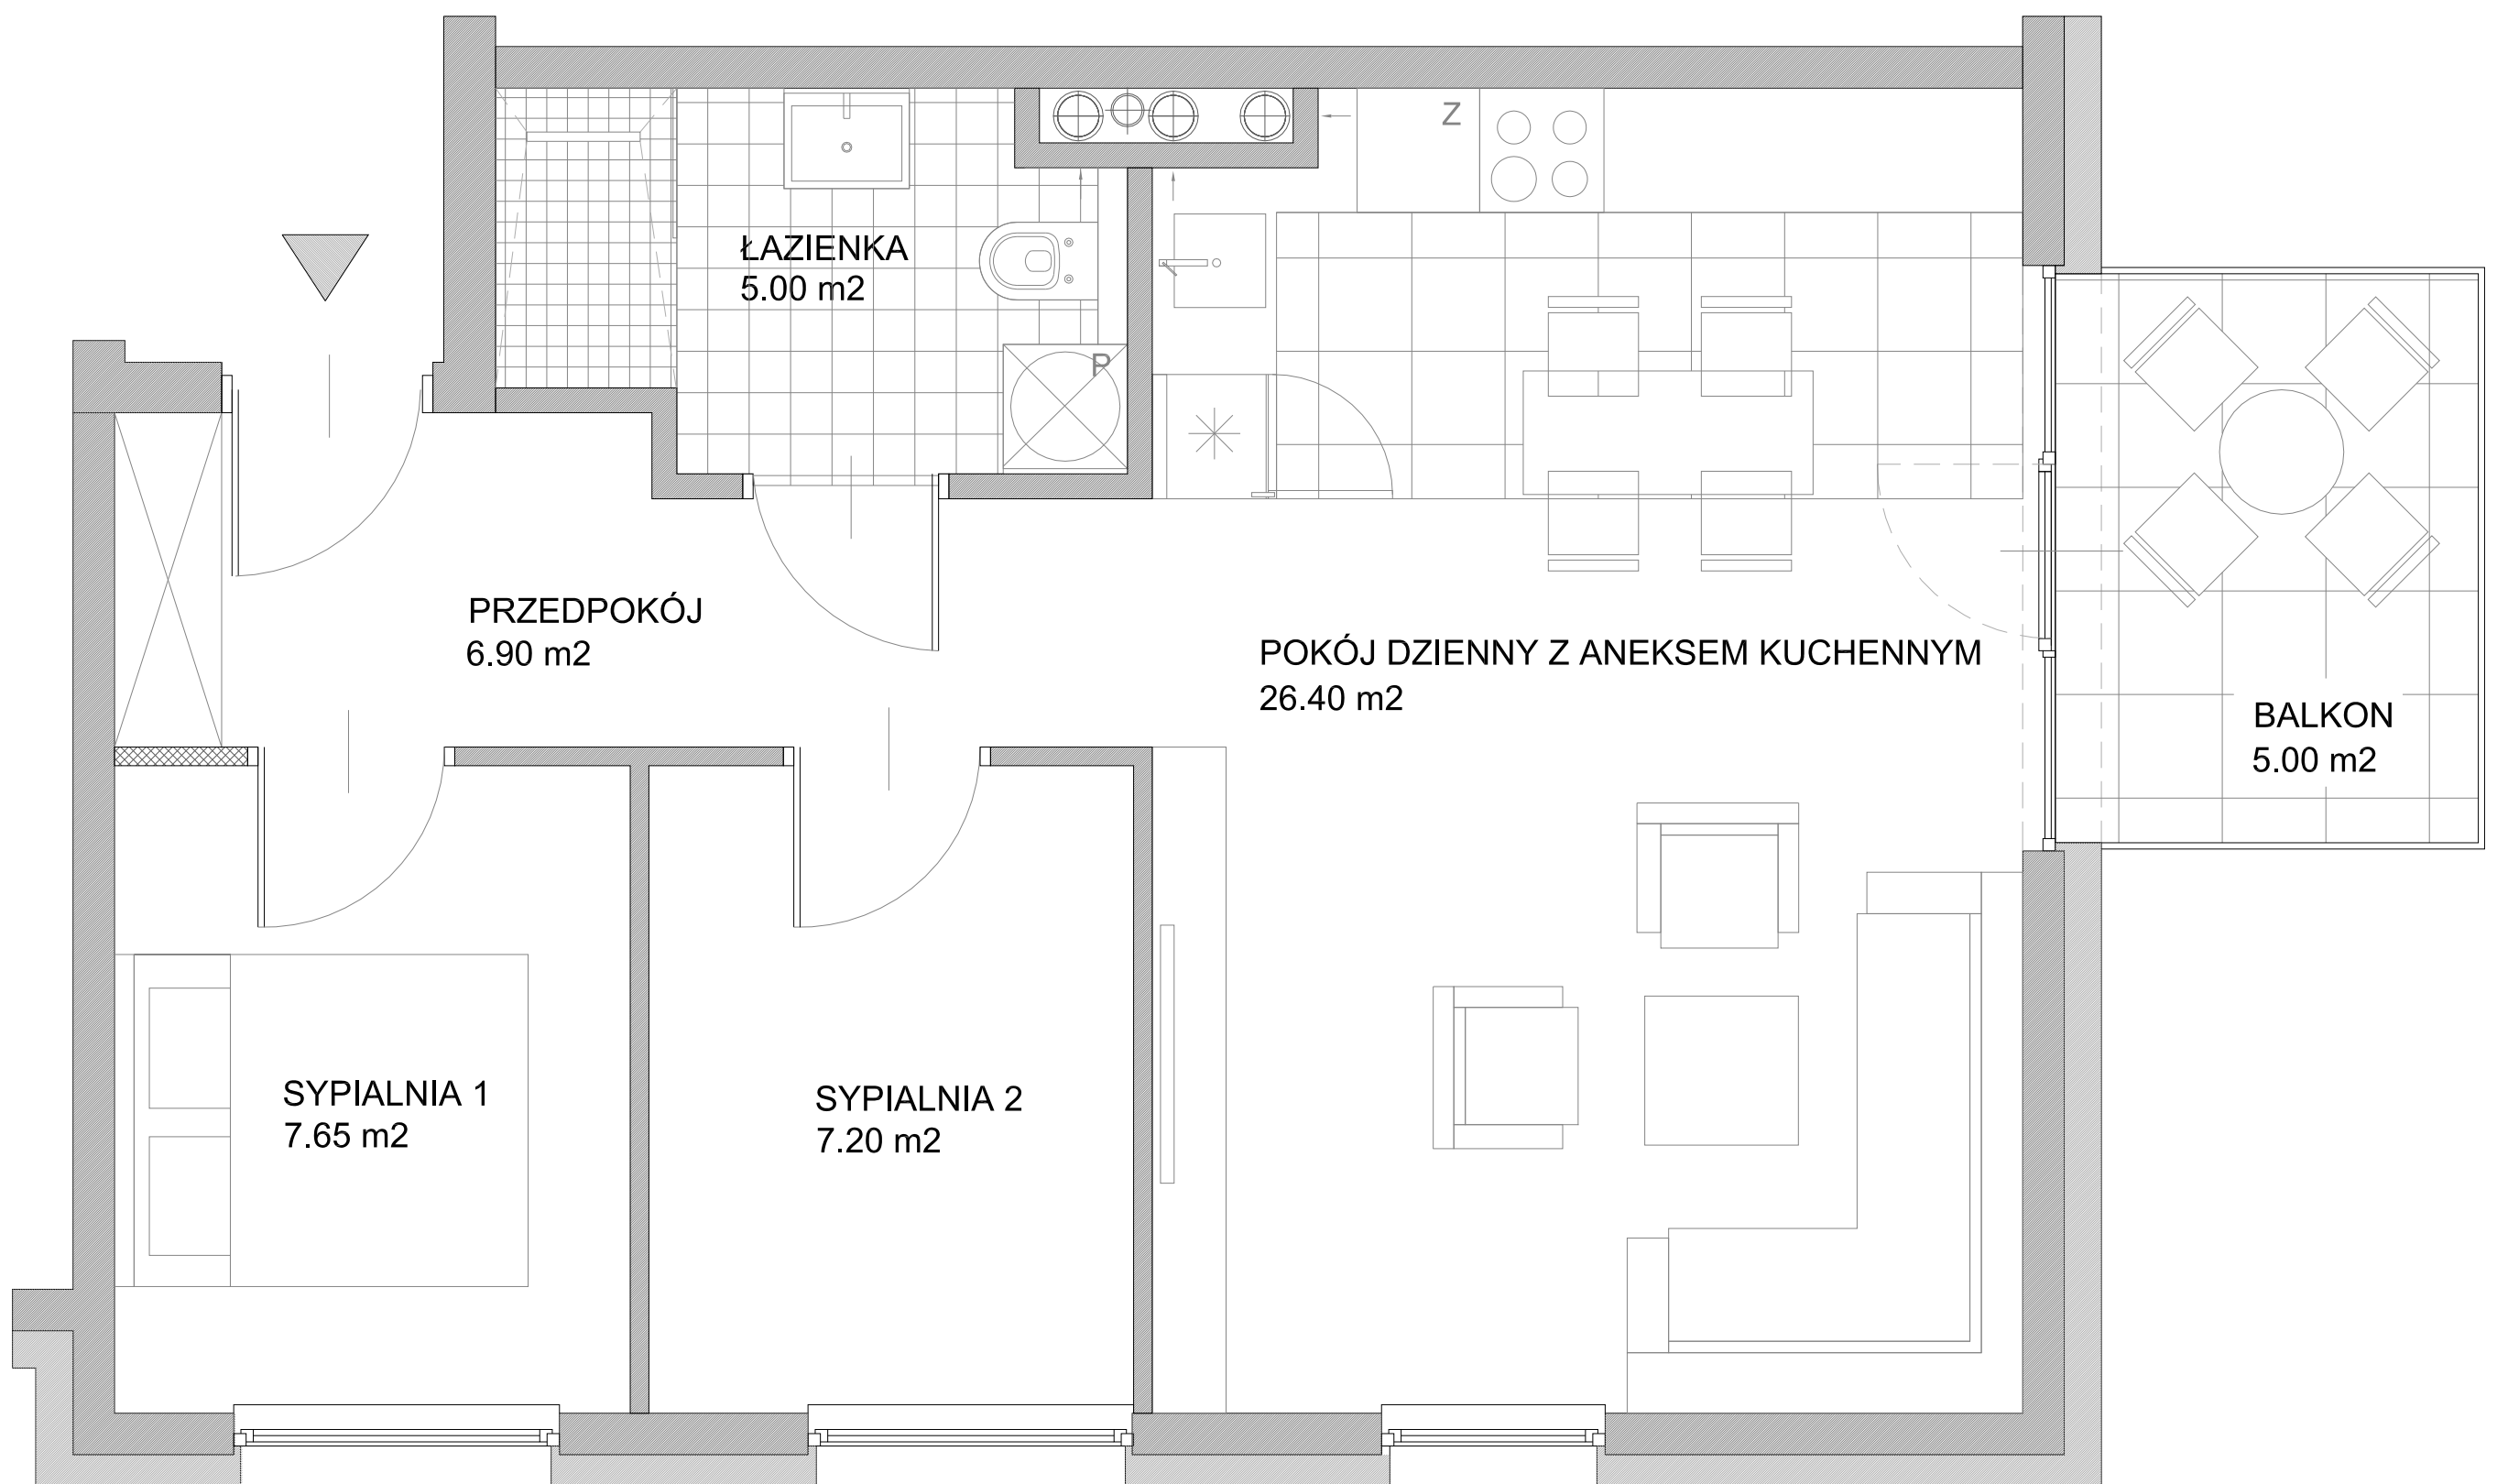 Z
ŁAZIENKA
5.00 m2
P
PRZEDPOKÓJ
6.90 m2
POKÓJ DZIENNY Z ANEKSEM KUCHENNYM
26.40 m2
BALKON
5.00 m2
SYPIALNIA 1
7.65 m2
SYPIALNIA 2
7.20 m2